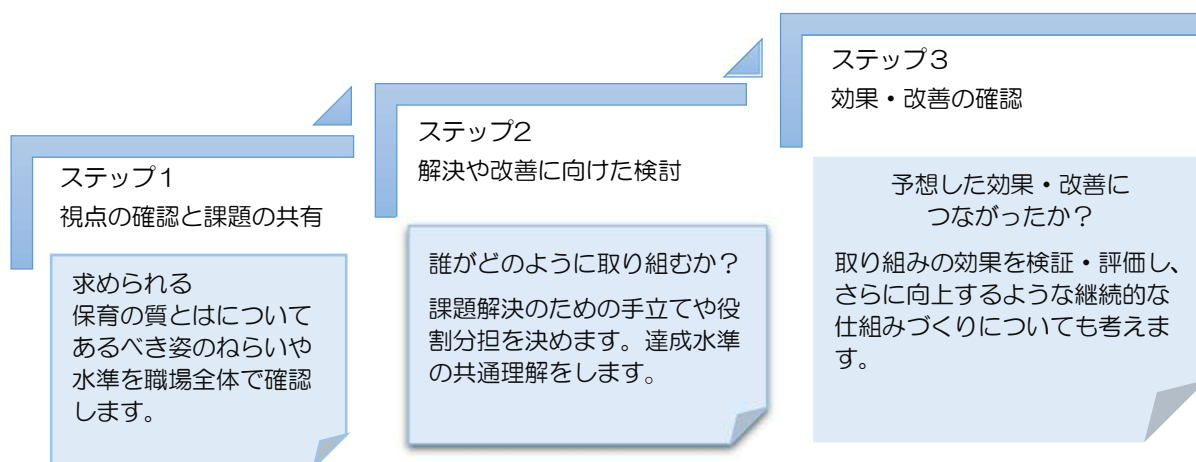 ステップ１
視点の確認と課題の共有
求められる
保育の質とはについて
あるべき姿のねらいや
水準を職場全体で確認
します。
ステップ2
解決や改善に向けた検討
誰がどのように取り組むか？
課題解決のための手立てや役
割分担を決めます。達成水準
の共通理解をします。
ステップ３
効果・改善の確認
予想した効果・改善に
つながったか？
取り組みの効果を検証・評価し、
さらに向上するような継続的な
仕組みづくりについても考えま
す。